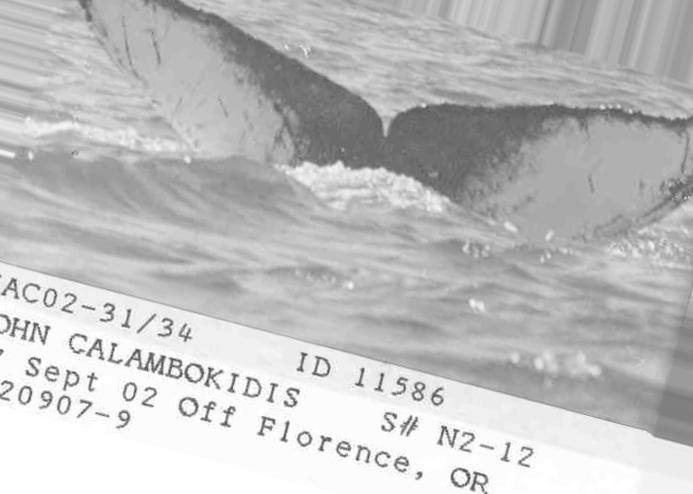 AC02-31/34 ID 11586
OHN CALAMBOKIDIS S# N2-12
Sept 02 Off Florence, OR
20907-9